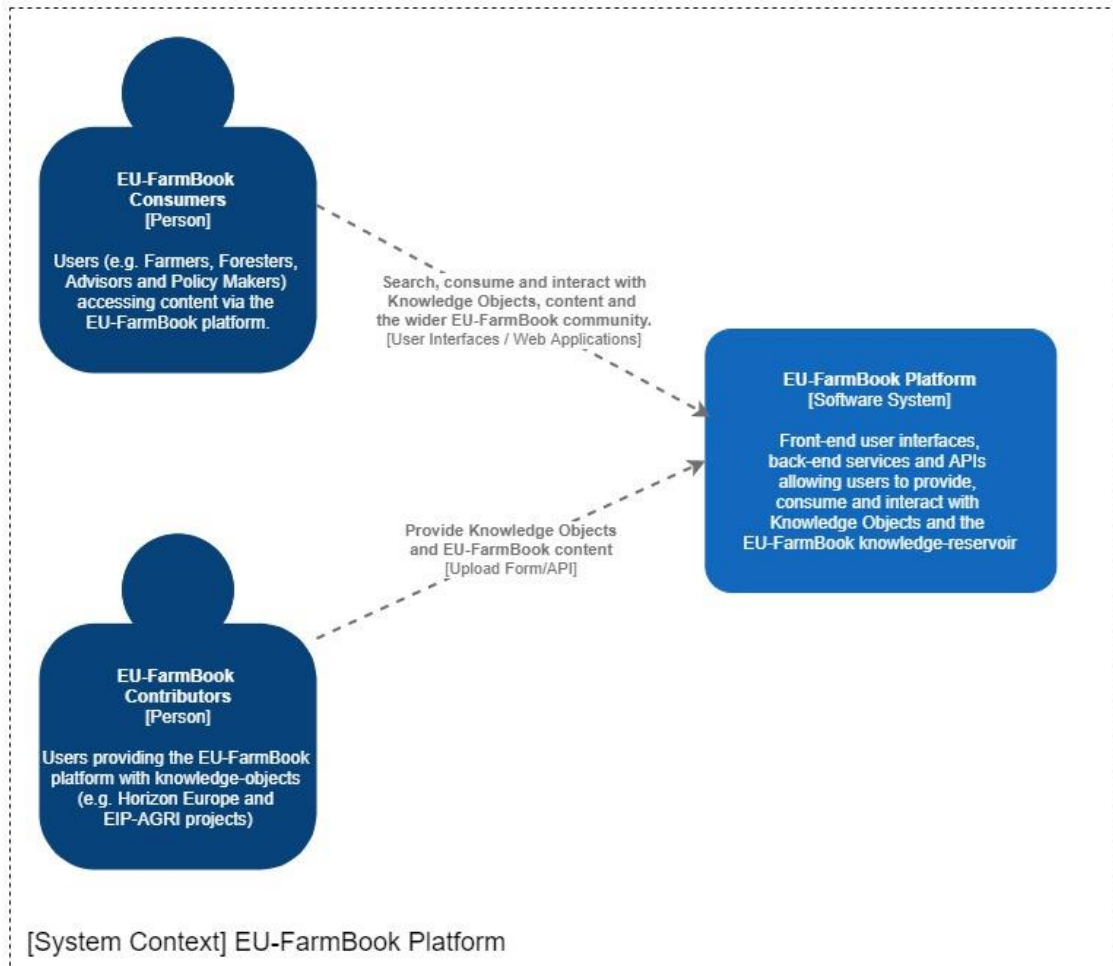 EU-FarmBook
Consumers
[Person]
Users (e.g. Farmers, Foresters,
Advisors and Policy Makers)
accessing content via the
EU-FarmBook platform.
Search, consume and interact with
Knowledge Objects, content and
the wider EU-FarmBook community.
[User Interfaces / Web Applications]
EU-FarmBook Platform
[Software System]
Front-end user interfaces,
back-end services and APIs
allowing users to provide,
consume and interact with
Knowledge Objects and the
EU-FarmBook knowledge-reservoir
Provide Knowledge Objects
and EU-FarmBook content
[Upload Form/API]
EU-FarmBook
Contributors
[Person]
Users providing the EU-FarmBook
platform with knowledge-objects
(e.g. Horizon Europe and
EIP-AGRI projects)
[System Context] EU-FarmBook Platform